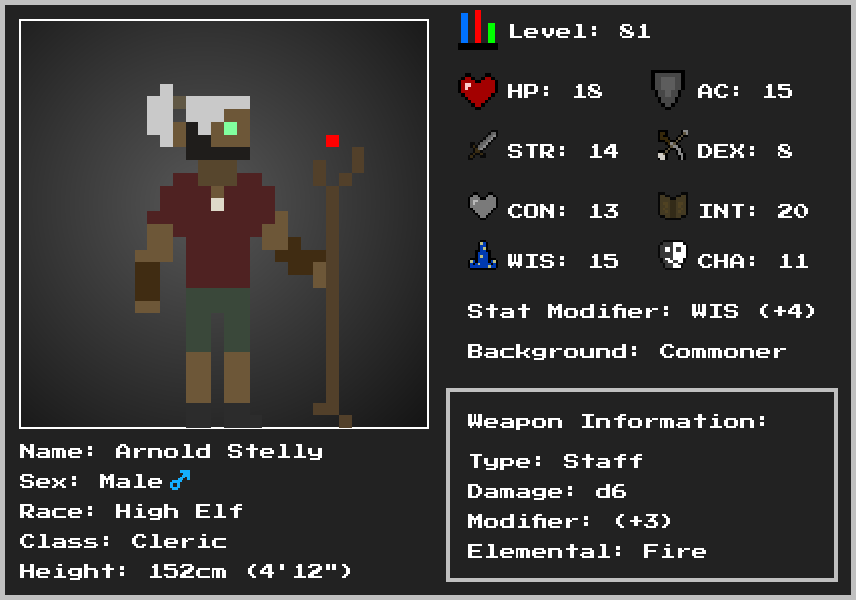 Level: 81
HP: 18
AC: 15
STR: 14
DEX: 8
CON: 13
INT: 20
WIS: 15
CHA: 11
Stat Modifier: WIS (+4)
Background: Commoner
Weapon Information:
Type: Staff
Damage: d6
Modifier: (+3)
Elemental: Fire
Name: Arnold Stelly
Sex: Male ♂
Race: High Elf
Class: Cleric
Height: 152cm (4'12")